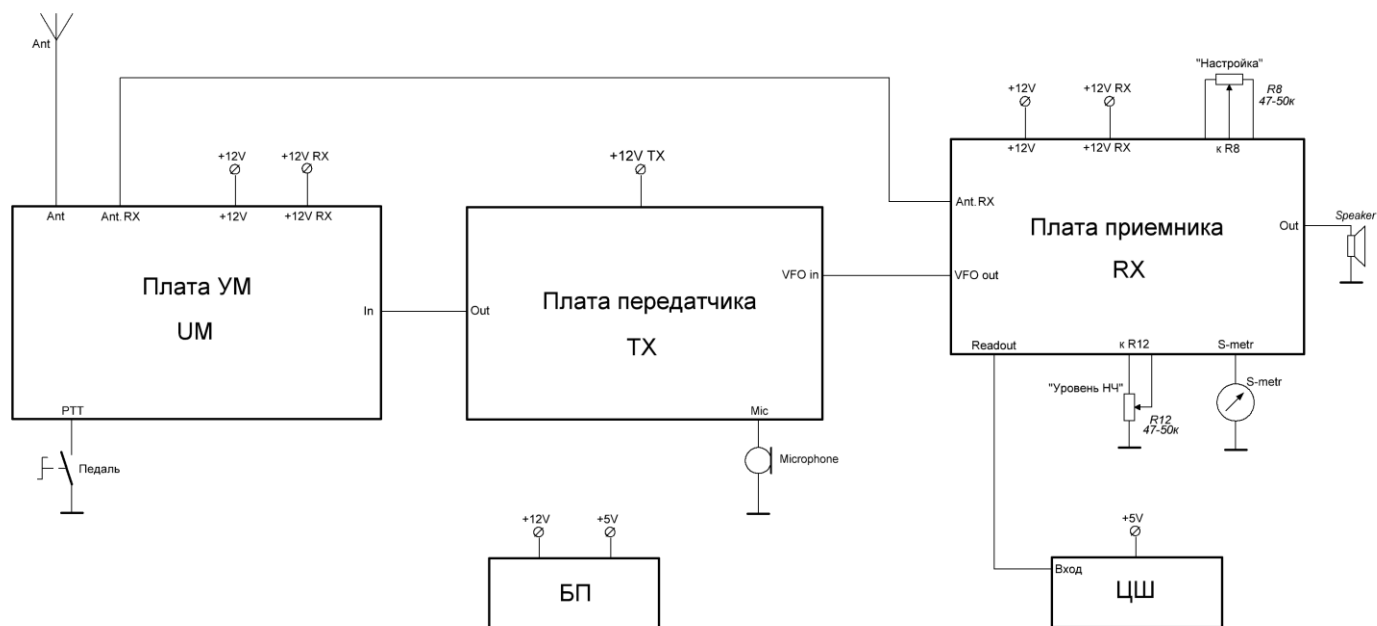 Ant
"Настройка"
R8
47-50к
+12V
+12V RX
+12V
+12V RX
к R8
+12V
+12V RX
+12V TX
Ant
Ant.RX
+12V
+12V RX
Ant.RX
Плата приемника
RX
Out
Speaker
VFO in
VFO out
Плата УМ
UM
In
Плата передатчика
TX
Out
Readout
к R12
S-metr
"Уровень НЧ"
R12
47-50к
S-metr
PTT
Mic
Педаль
Microphone
+12V
+5V
+5V
БП
Вход
ЦШ